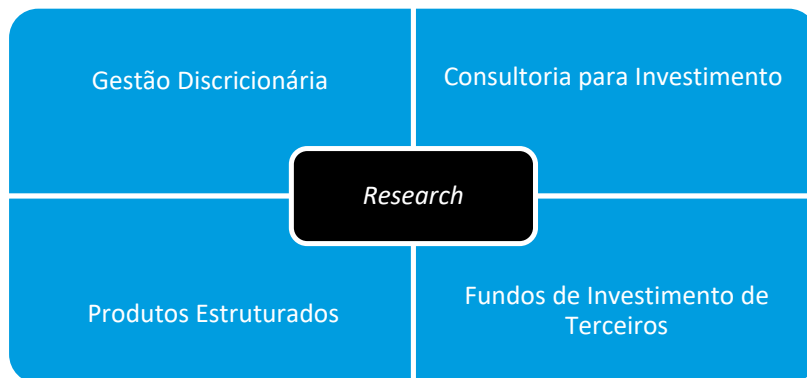 Gestão Discricionária
Consultoria para Investimento
Research
Produtos Estruturados
Fundos de Investimento de
Terceiros